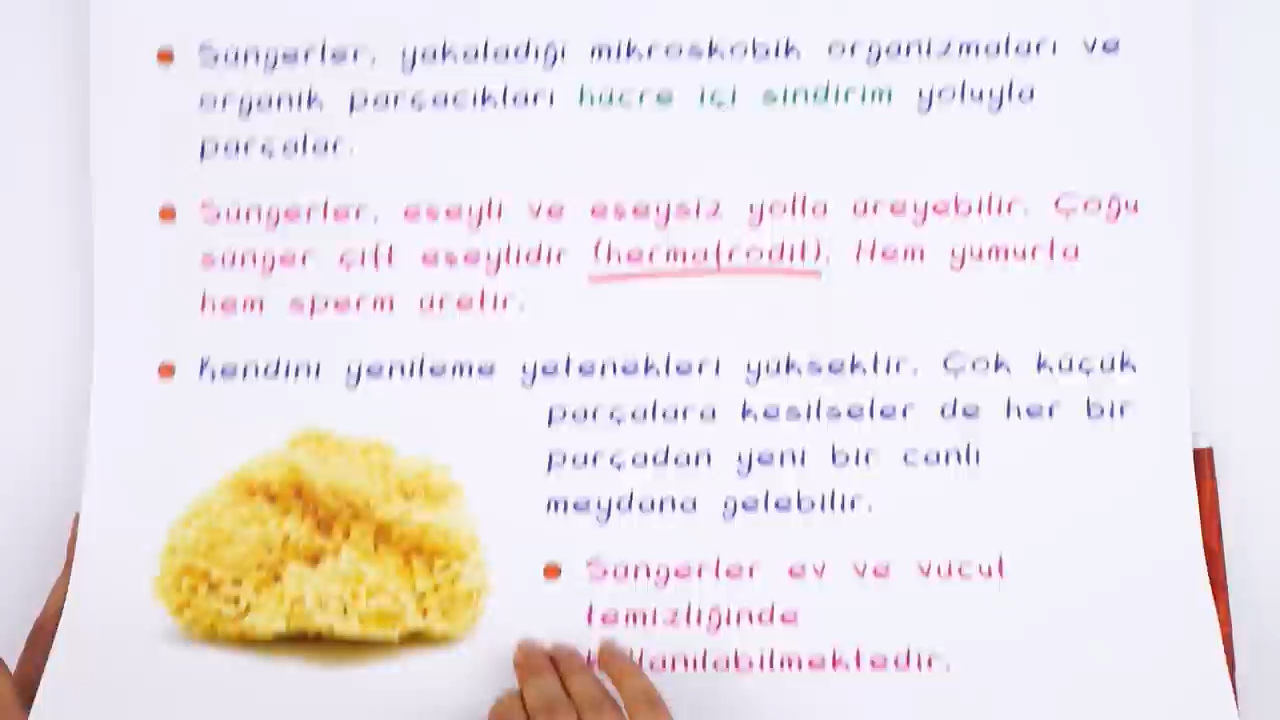 Süngerler, yakaladığı mikroskobik organizmaları ve
organik parçacıkları hücre içi sindirim yoluyla
parçalar.
Süngerler, eşeyli ve eşeysiz yolla üreyebilir. Çoğu
sünger çift eşeylidir (hermafrodit). Hem yumurta
hem sperm üretir.
Kendini yenileme yetenekleri yüksektir. Çok küçük
parçalara kesilseler de her bir
parçadan yeni bir canlı
meydana gelebilir.
Süngerler ev ve vücut
temizliğinde
kullanılabilmektedir.